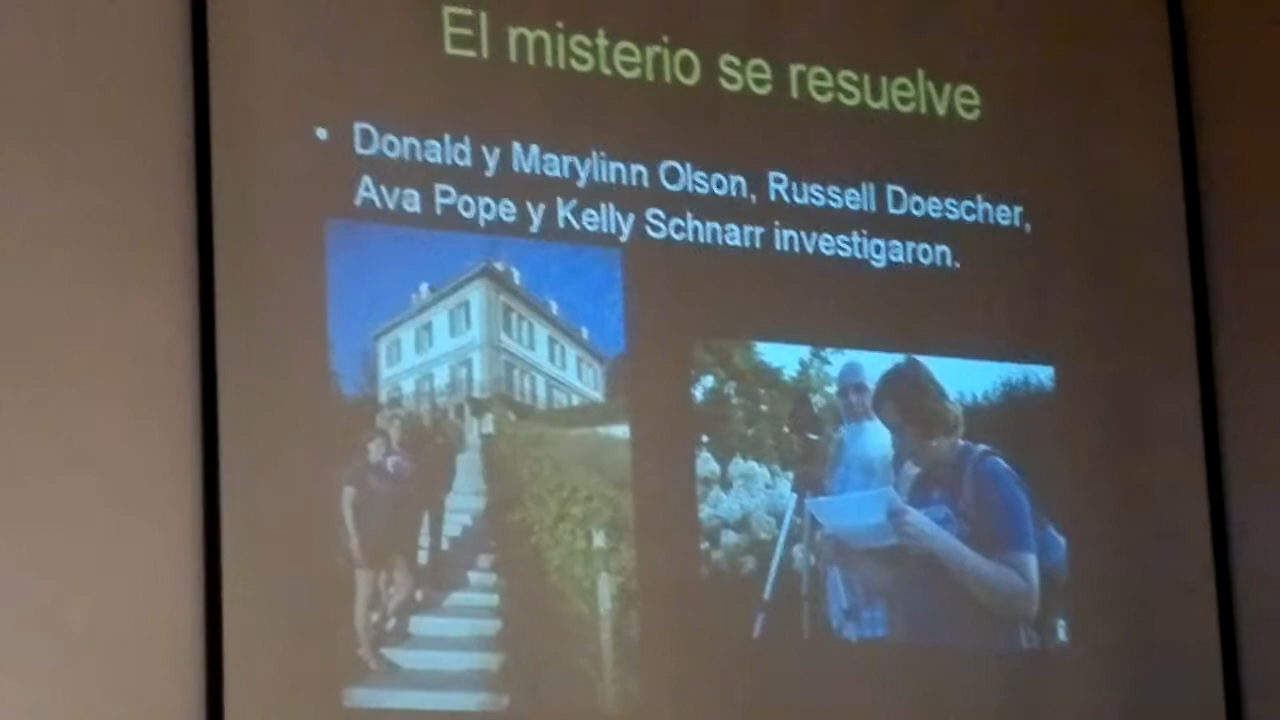 El misterio se resuelve
• Donald y Marylinn Olson, Russell Doescher,
Ava Pope y Kelly Schnarr investigaron.